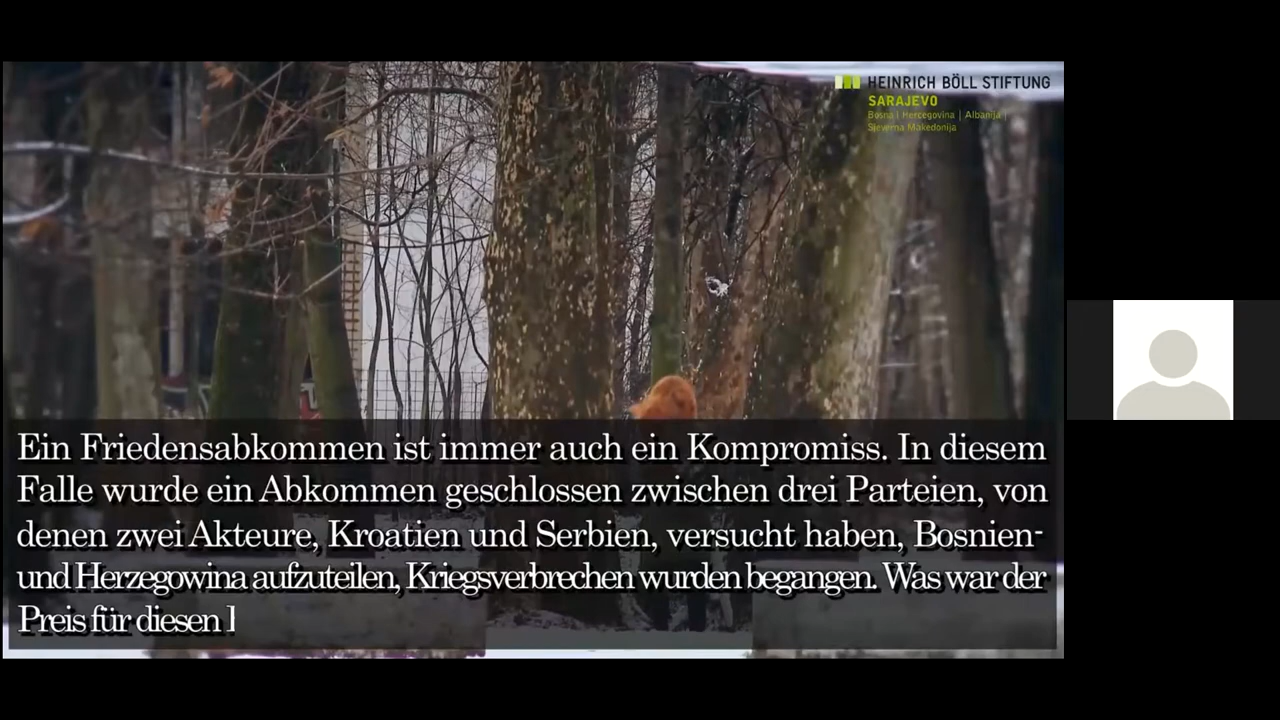 HEINRICH BÖLL STIFTUNG
SARAJEVO
Bosna i Hercegovina | Albanija |
Sjeverna Makedonija
Ein Friedensabkommen ist immer auch ein Kompromiss. In diesem
Falle wurde ein Abkommen geschlossen zwischen drei Parteien, von
denen zwei Akteure, Kroatien und Serbien, versucht haben, Bosnien-
und Herzegowina aufzuteilen, Kriegsverbrechen wurden begangen. Was war der
Preis für diesen